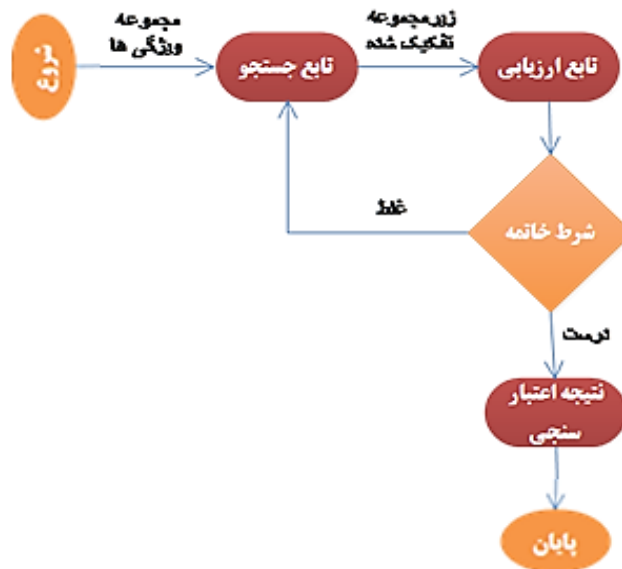 شروع
مجموعه
ویژگی ها
تابع جستجو
زیرمجموعه
تفکیک شده
تابع ارزیابی
شرط خاتمه
غلط
درست
نتیجه اعتبار
سنجی
پایان